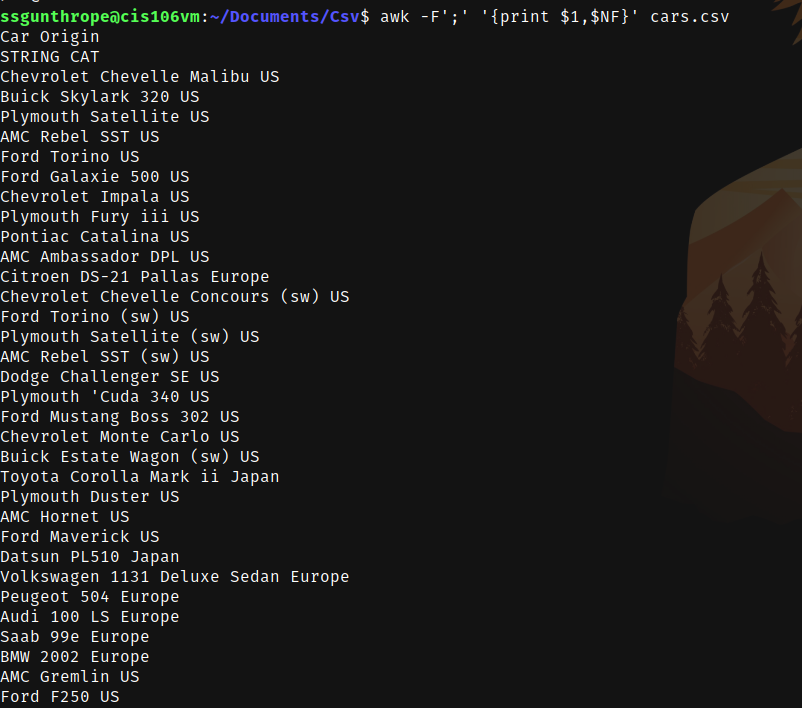 ssgunthrope@cis106vm:~/Documents/Csv$ awk -F';' '{print $1,$NF}' cars.csv
Car Origin
STRING CAT
Chevrolet Chevelle Malibu US
Buick Skylark 320 US
Plymouth Satellite US
AMC Rebel SST US
Ford Torino US
Ford Galaxie 500 US
Chevrolet Impala US
Plymouth Fury iii US
Pontiac Catalina US
AMC Ambassador DPL US
Citroen DS-21 Pallas Europe
Chevrolet Chevelle Concours (sw) US
Ford Torino (sw) US
Plymouth Satellite (sw) US
AMC Rebel SST (sw) US
Dodge Challenger SE US
Plymouth 'Cuda 340 US
Ford Mustang Boss 302 US
Chevrolet Monte Carlo US
Buick Estate Wagon (sw) US
Toyota Corolla Mark ii Japan
Plymouth Duster US
AMC Hornet US
Ford Maverick US
Datsun PL510 Japan
Volkswagen 1131 Deluxe Sedan Europe
Peugeot 504 Europe
Audi 100 LS Europe
Saab 99e Europe
BMW 2002 Europe
AMC Gremlin US
Ford F250 US